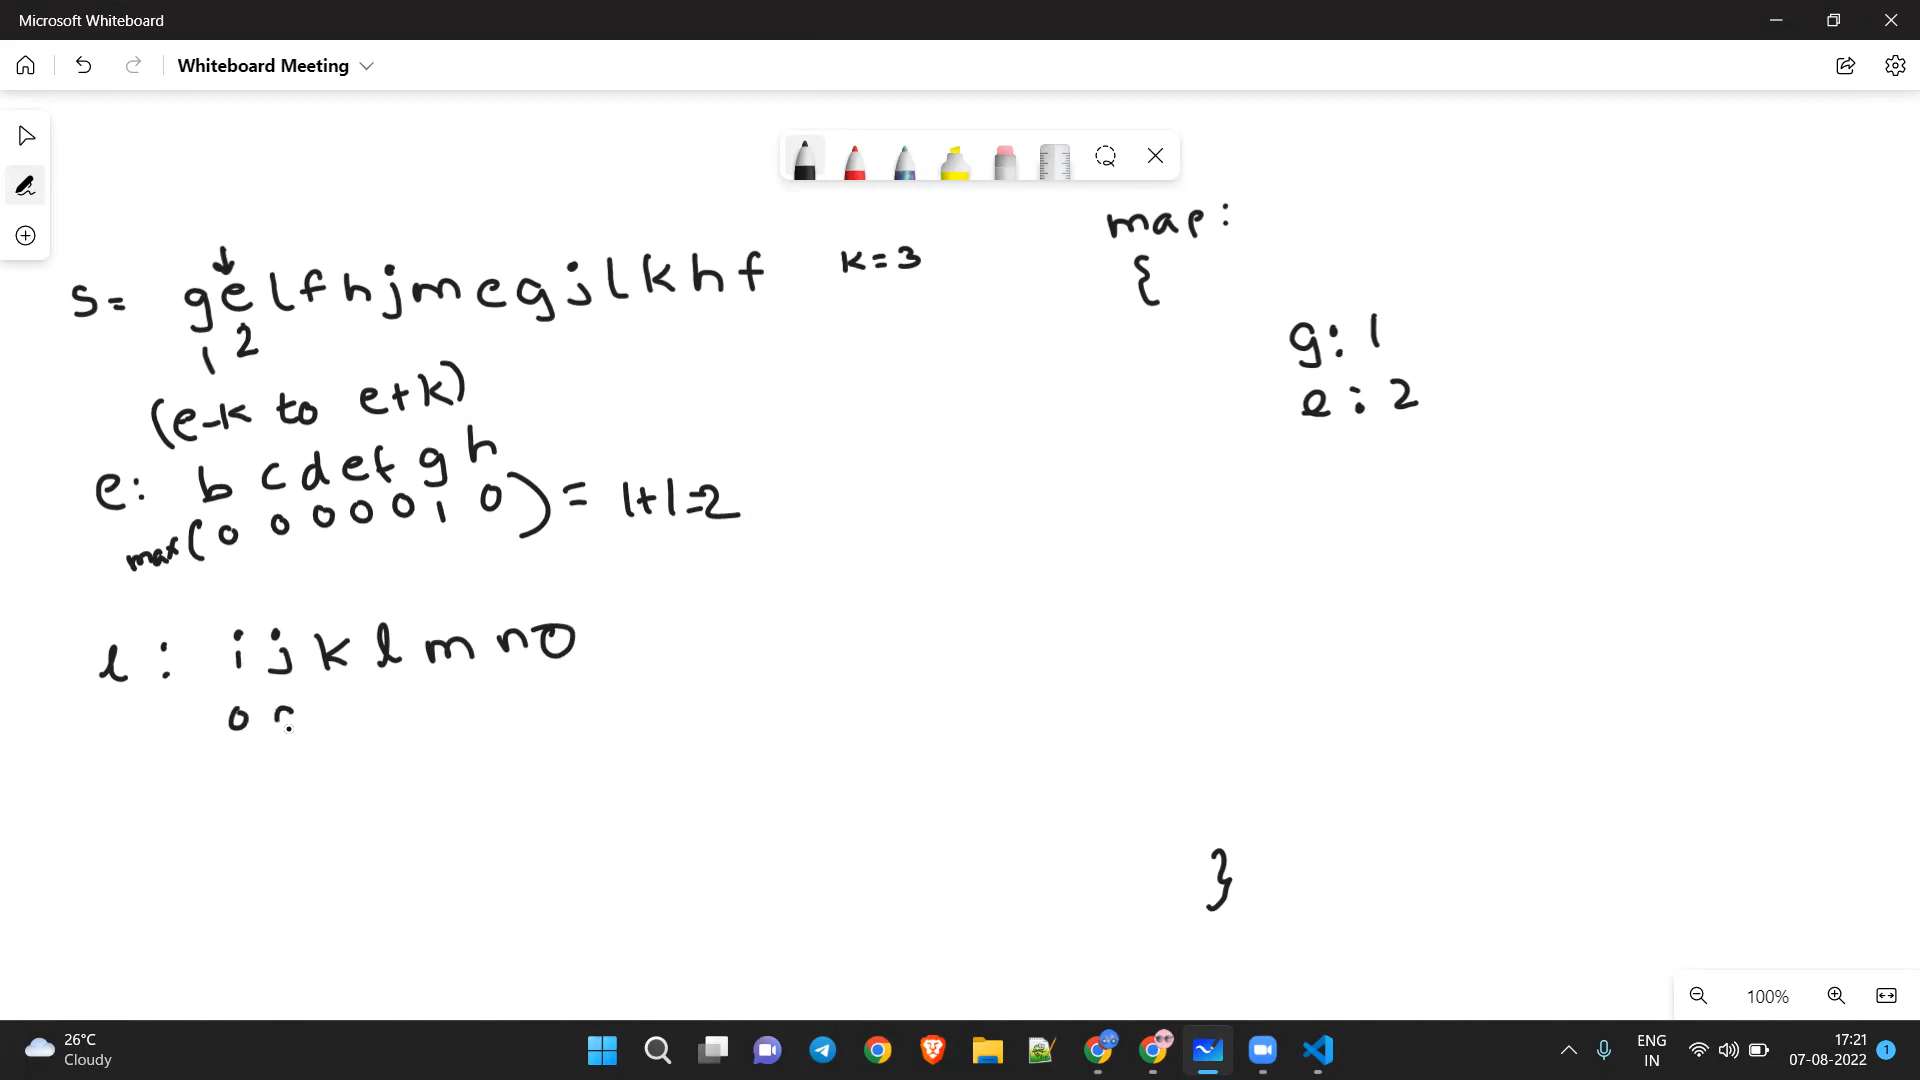 Microsoft Whiteboard
Whiteboard Meeting
map :
S = g e l f h j m e g j l k h f k = 3
{
1 2
g : 1
(e-k to e+k)
e : 2
e : b c d e f g h
max ( 0 0 0 0 0 1 0 ) = 1+1=2
l : i j k l m n o
0
}
100%
26°C
Cloudy
ENG
IN
17:21
07-08-2022
1